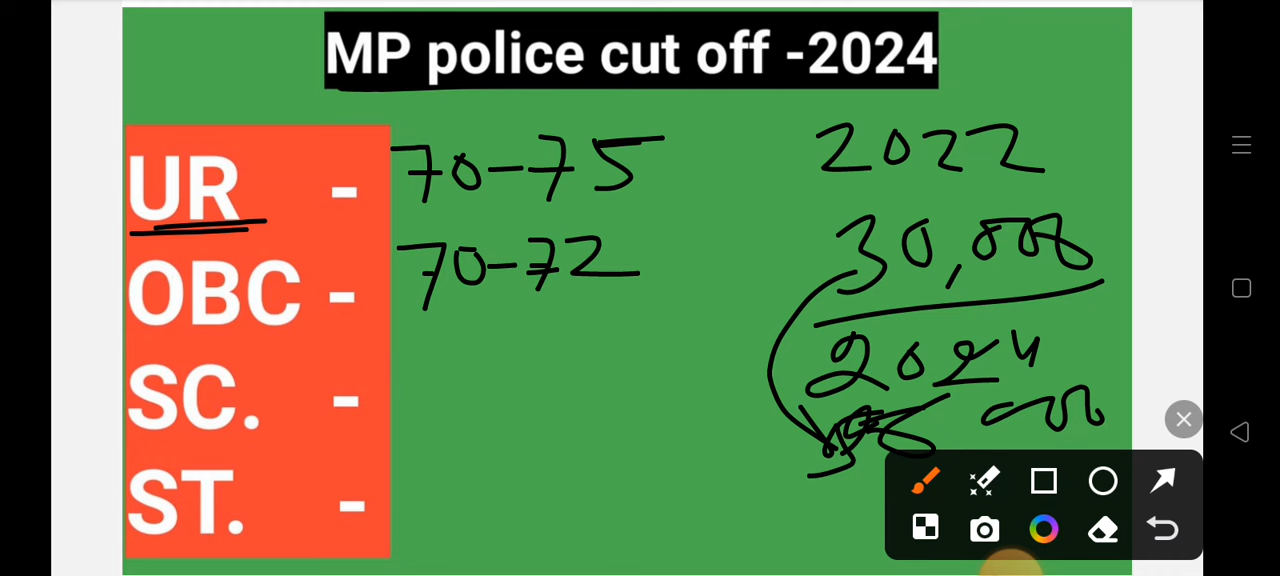 MP police cut off -2024
UR - 70-75
OBC - 70-72
SC. -
ST. -
2022
30,000
2024